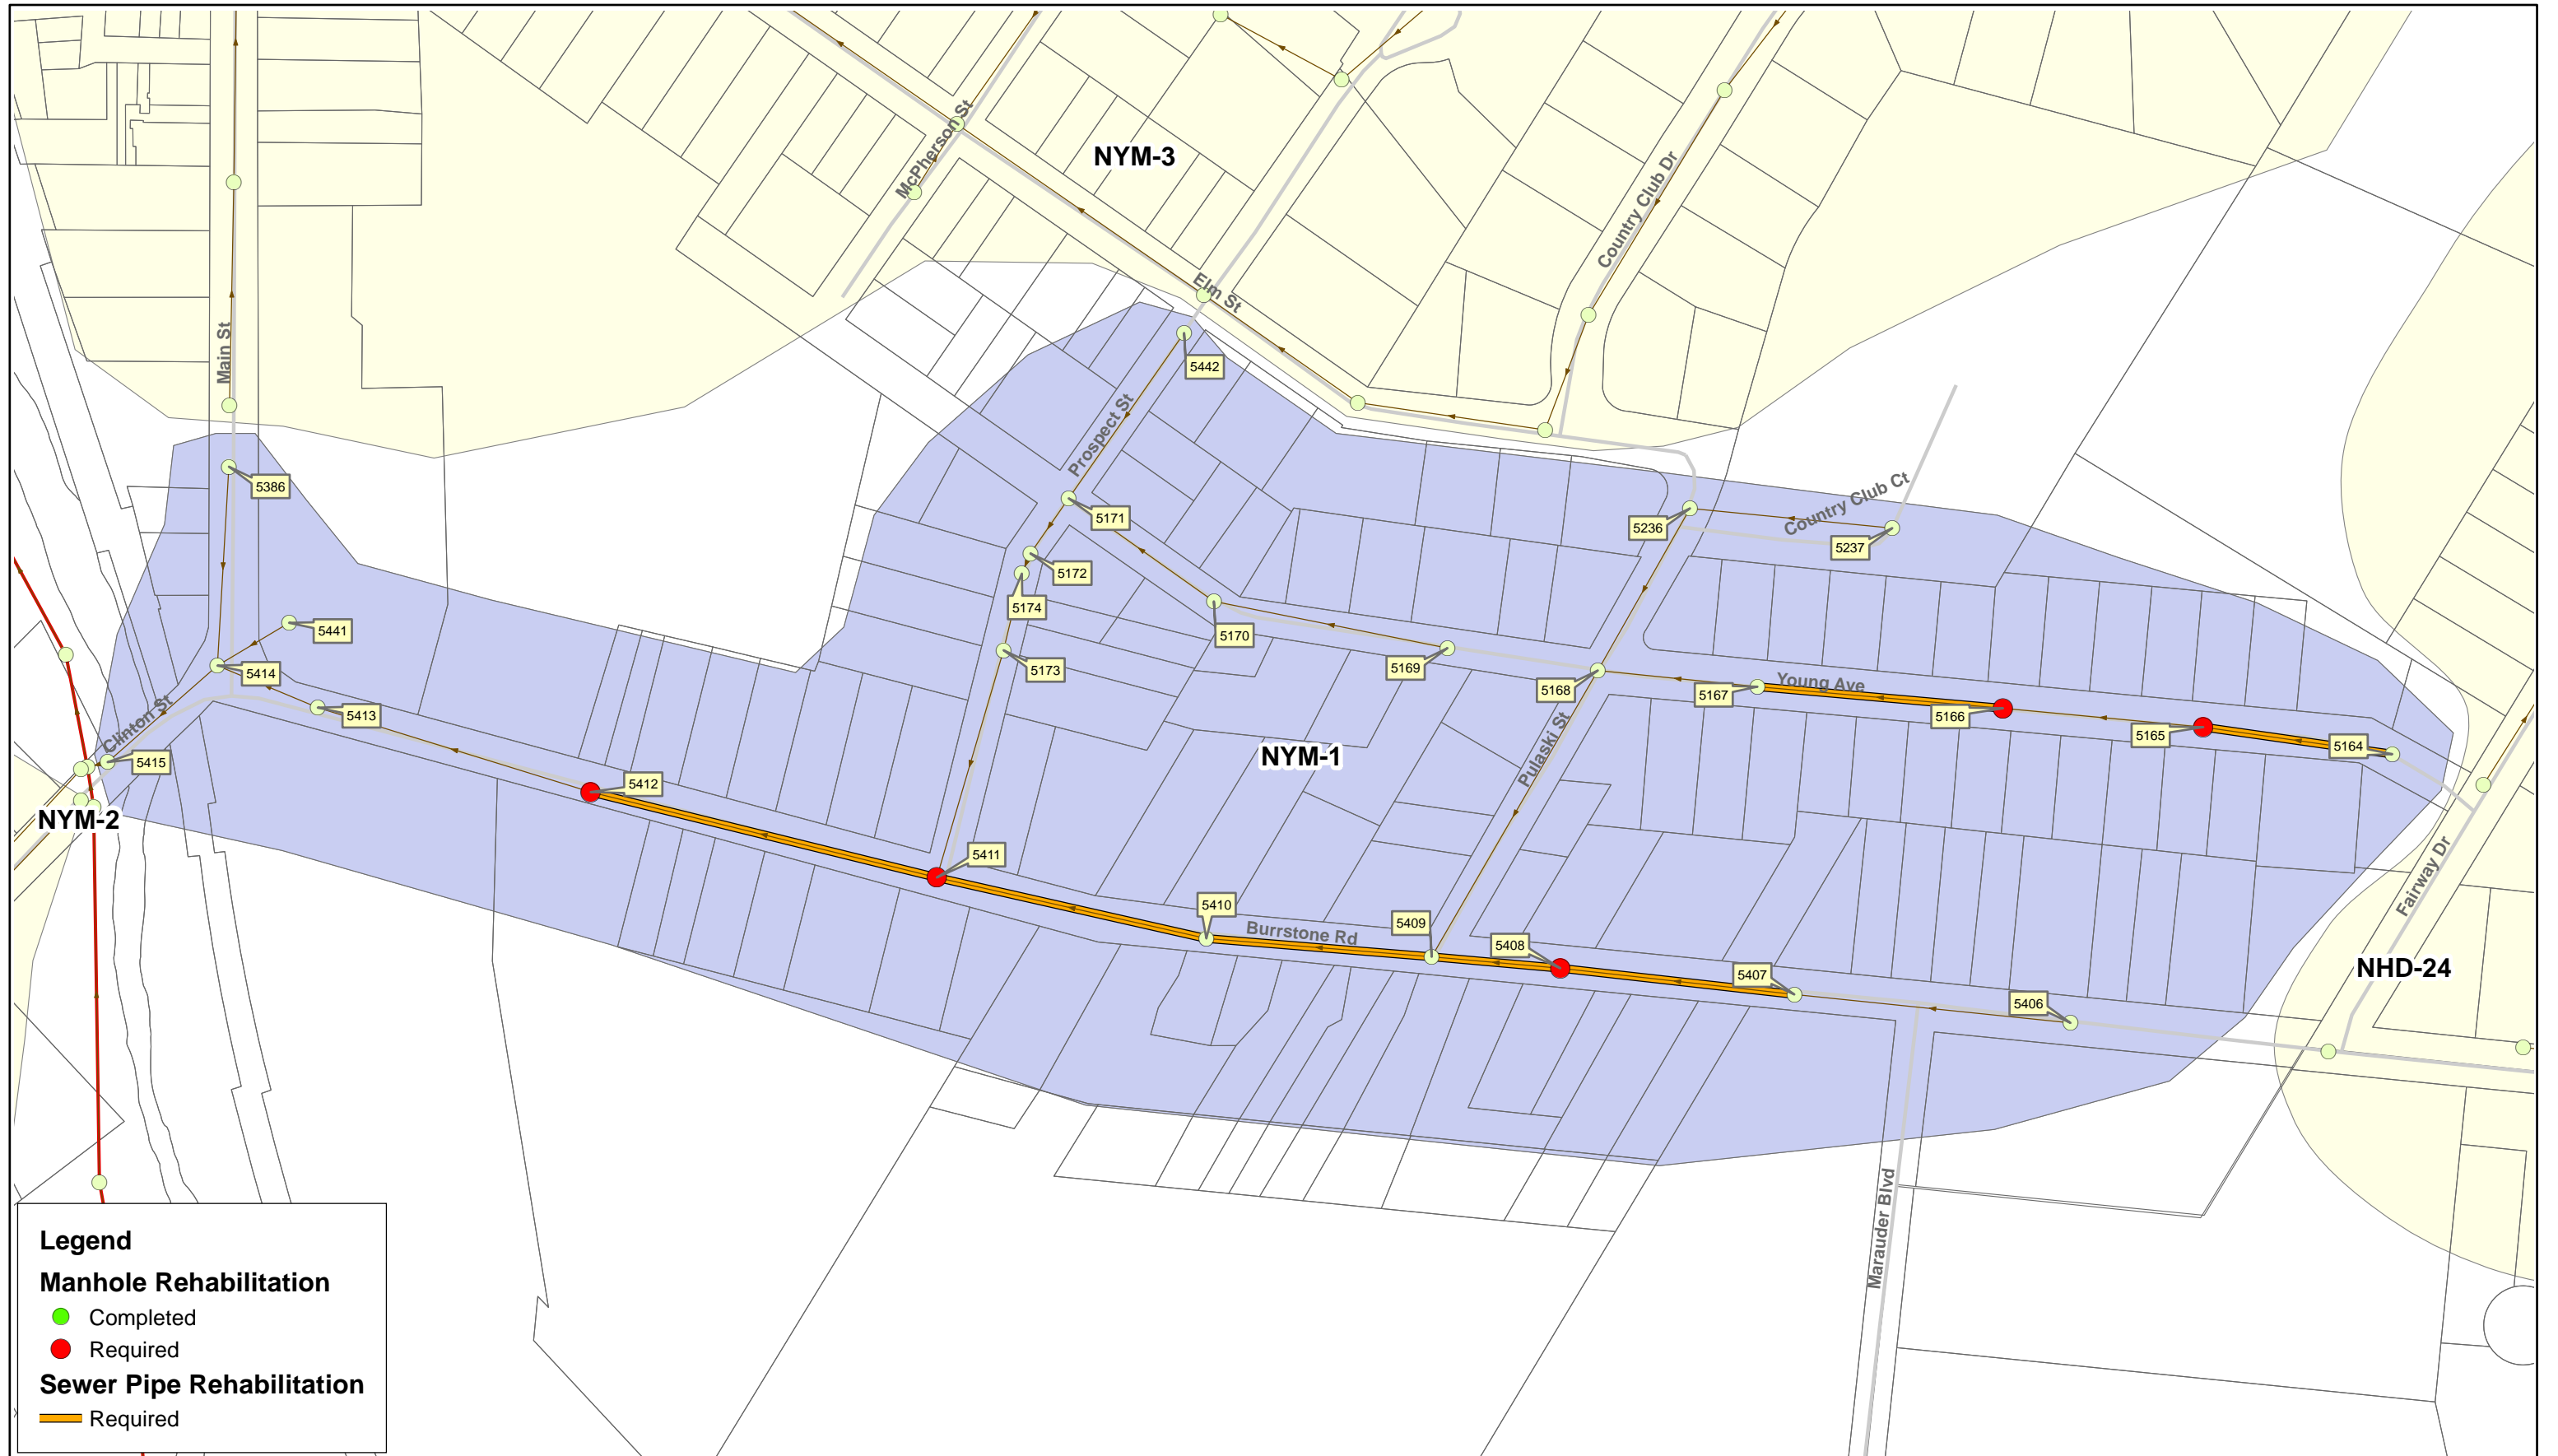 McPherson St
NYM-3
Country Club Dr
Elm St
Main St
5442
Prospect St
5386
5171
5236
Country Club Ct
5237
5172
5174
5441
5170
5173
5169
5414
5168
5167
Young Ave
5166
5165
5164
Clinton St
5413
5415
Pulaski St
NYM-1
5412
NYM-2
5411
5410
5409
Burrstone Rd
5408
5407
5406
Fairway Dr
NHD-24
Marauder Blvd
Legend
Manhole Rehabilitation
Completed
Required
Sewer Pipe Rehabilitation
Required